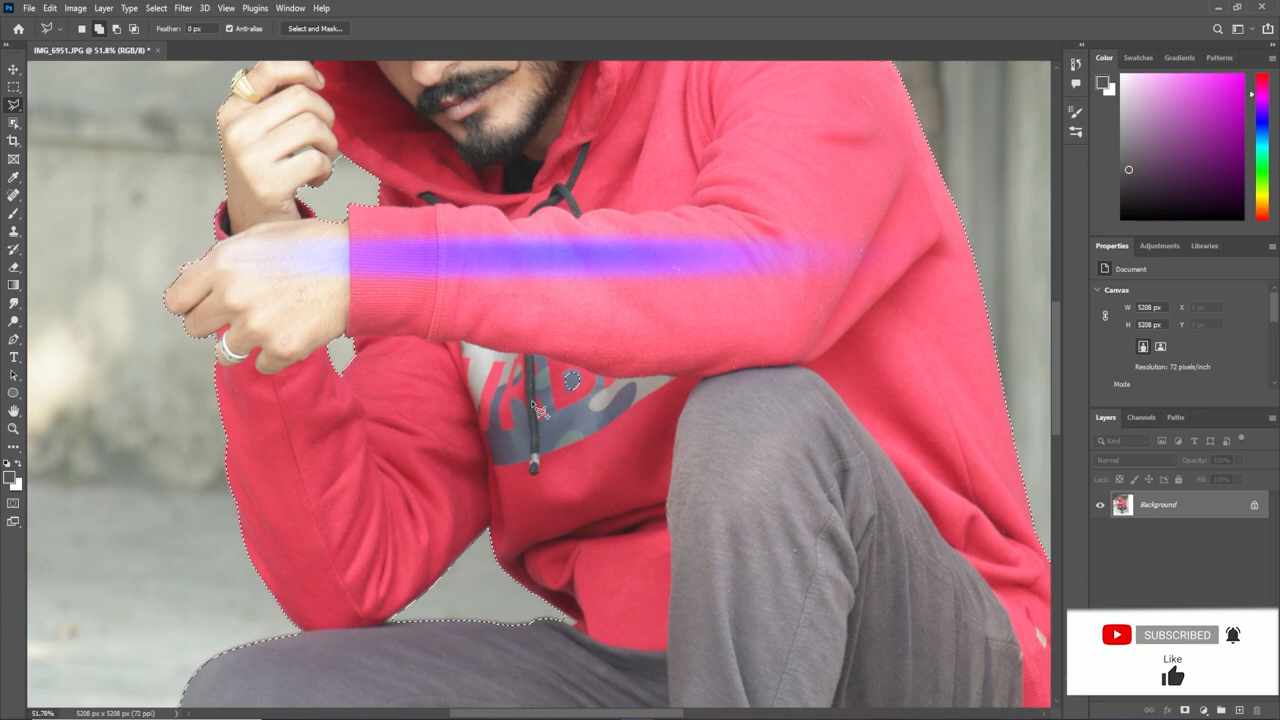 Ps File Edit Image Layer Type Select Filter 3D View Plugins Window Help
Feather: 0 px Anti-alias Select and Mask...
IMG_6951.JPG @ 51.8% (RGB/8) *
Color Swatches Gradients Patterns
Properties Adjustments Libraries
Document
Canvas
W 5208 px X 0 px
H 5208 px Y 0 px
Resolution: 72 pixels/inch
Mode
Layers Channels Paths
Kind
Normal Opacity: 100%
Lock: Fill: 100%
Background
SUBSCRIBED
Like
51.78% 5208 px x 5208 px (72 ppi)